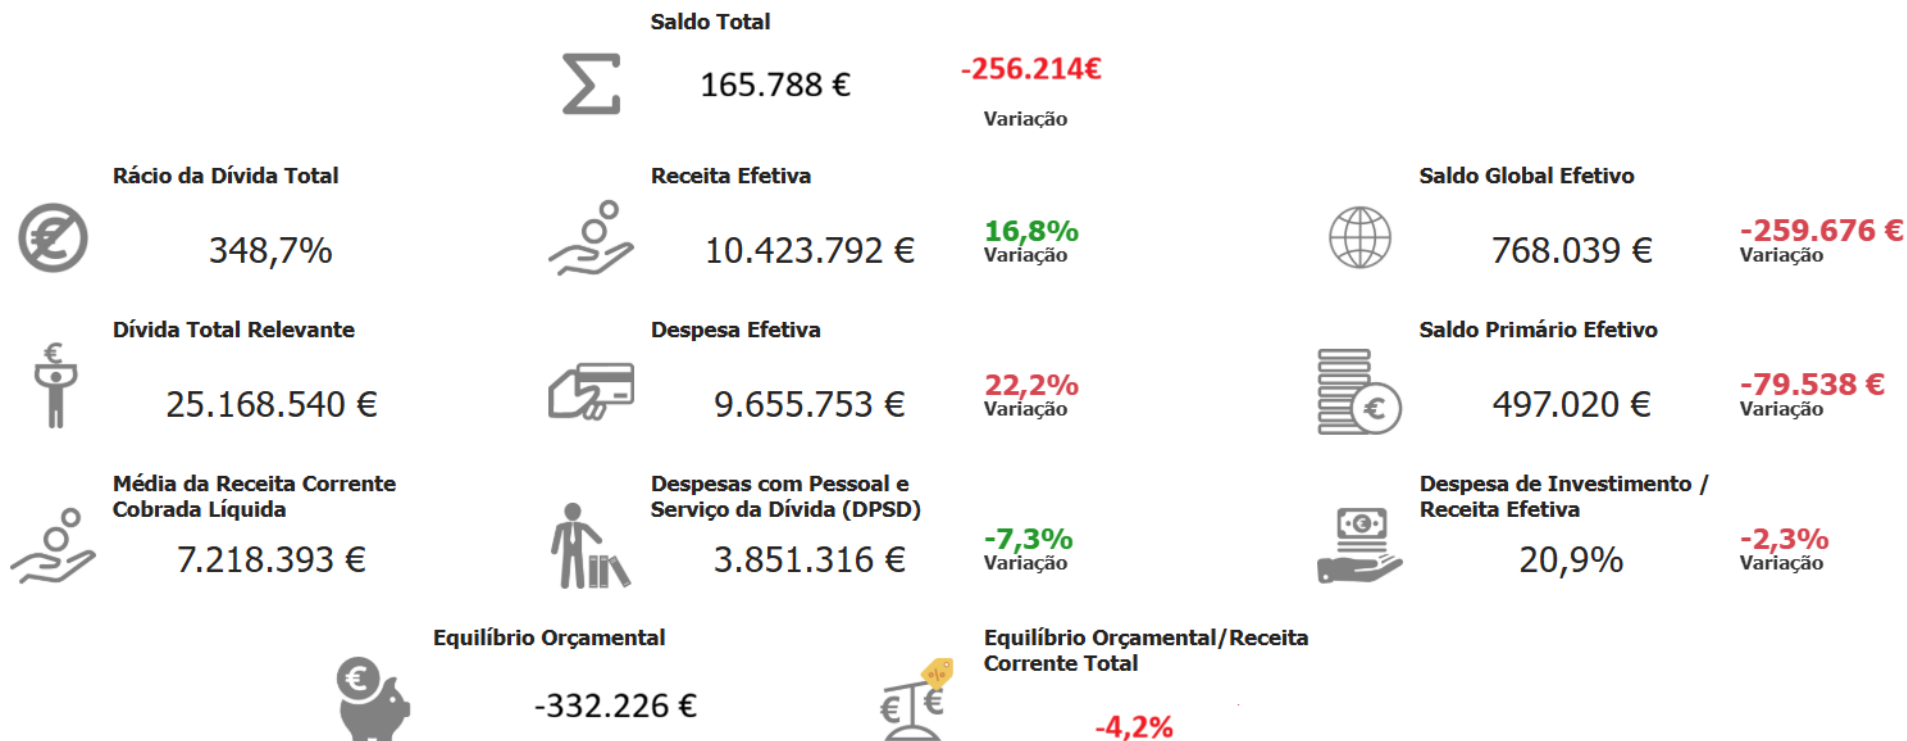 Saldo Total
165.788 €
-256.214€
Variação
Rácio da Dívida Total
348,7%
Receita Efetiva
10.423.792 €
16,8%
Variação
Saldo Global Efetivo
768.039 €
-259.676 €
Variação
Dívida Total Relevante
25.168.540 €
Despesa Efetiva
9.655.753 €
22,2%
Variação
Saldo Primário Efetivo
497.020 €
-79.538 €
Variação
Média da Receita Corrente
Cobrada Líquida
7.218.393 €
Despesas com Pessoal e
Serviço da Dívida (DPSD)
3.851.316 €
-7,3%
Variação
Despesa de Investimento /
Receita Efetiva
20,9%
-2,3%
Variação
Equilíbrio Orçamental
-332.226 €
Equilíbrio Orçamental/Receita
Corrente Total
-4,2%